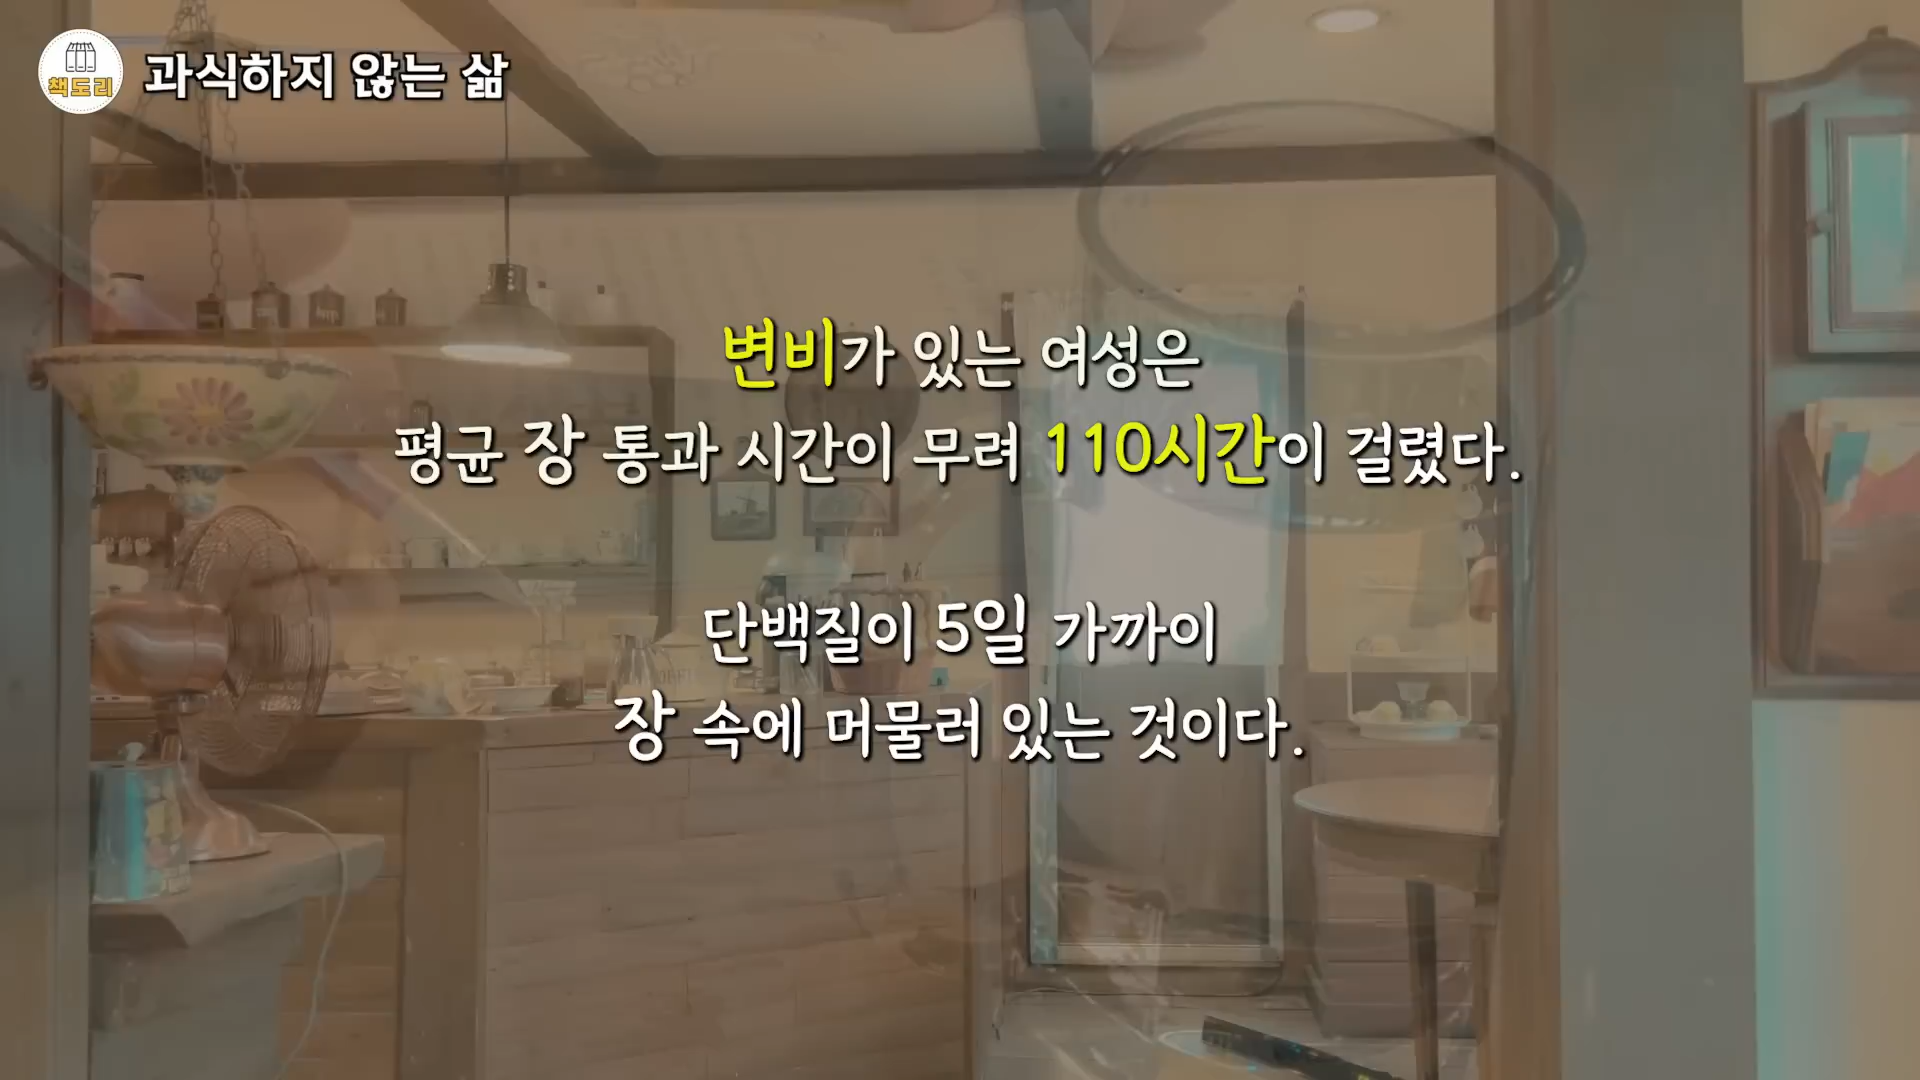 책도리
과식하지 않는 삶
변비가 있는 여성은
평균 장 통과 시간이 무려 110시간이 걸렸다.
단백질이 5일 가까이
장 속에 머물러 있는 것이다.